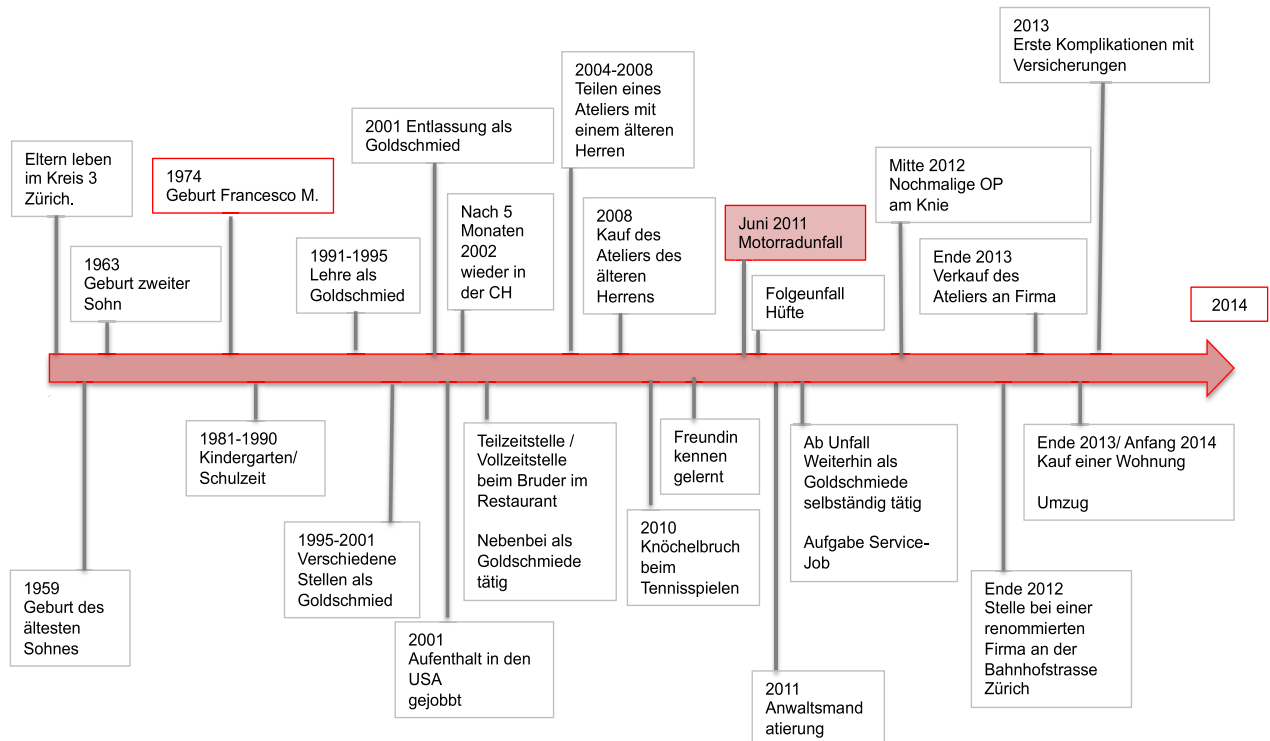 2013
Erste Komplikationen mit
Versicherungen
2004-2008
Teilen eines
Ateliers mit
einem älteren
Herren
2001 Entlassung als
Goldschmied
Eltern leben
im Kreis 3
Zürich.
1974
Geburt Francesco M.
Mitte 2012
Nochmalige OP
am Knie
Nach 5
Monaten
2002
wieder in
der CH
2008
Kauf des
Ateliers des
älteren
Herrens
Juni 2011
Motorradunfall
1963
Geburt zweiter
Sohn
1991-1995
Lehre als
Goldschmied
Folgeunfall
Hüfte
Ende 2013
Verkauf des
Ateliers an Firma
2014
1981-1990
Kindergarten/
Schulzeit
Teilzeitstelle /
Vollzeitstelle
beim Bruder im
Restaurant
Nebenbei als
Goldschmiede
tätig
Freundin
kennen
gelernt
Ab Unfall
Weiterhin als
Goldschmiede
selbständig tätig
Aufgabe Service-
Job
Ende 2013/ Anfang 2014
Kauf einer Wohnung
Umzug
1995-2001
Verschiedene
Stellen als
Goldschmied
2010
Knöchelbruch
beim
Tennisspielen
1959
Geburt des
ältesten
Sohnes
Ende 2012
Stelle bei einer
renommierten
Firma an der
Bahnhofstrasse
Zürich
2001
Aufenthalt in den
USA
gejobbt
2011
Anwaltsmand
atierung